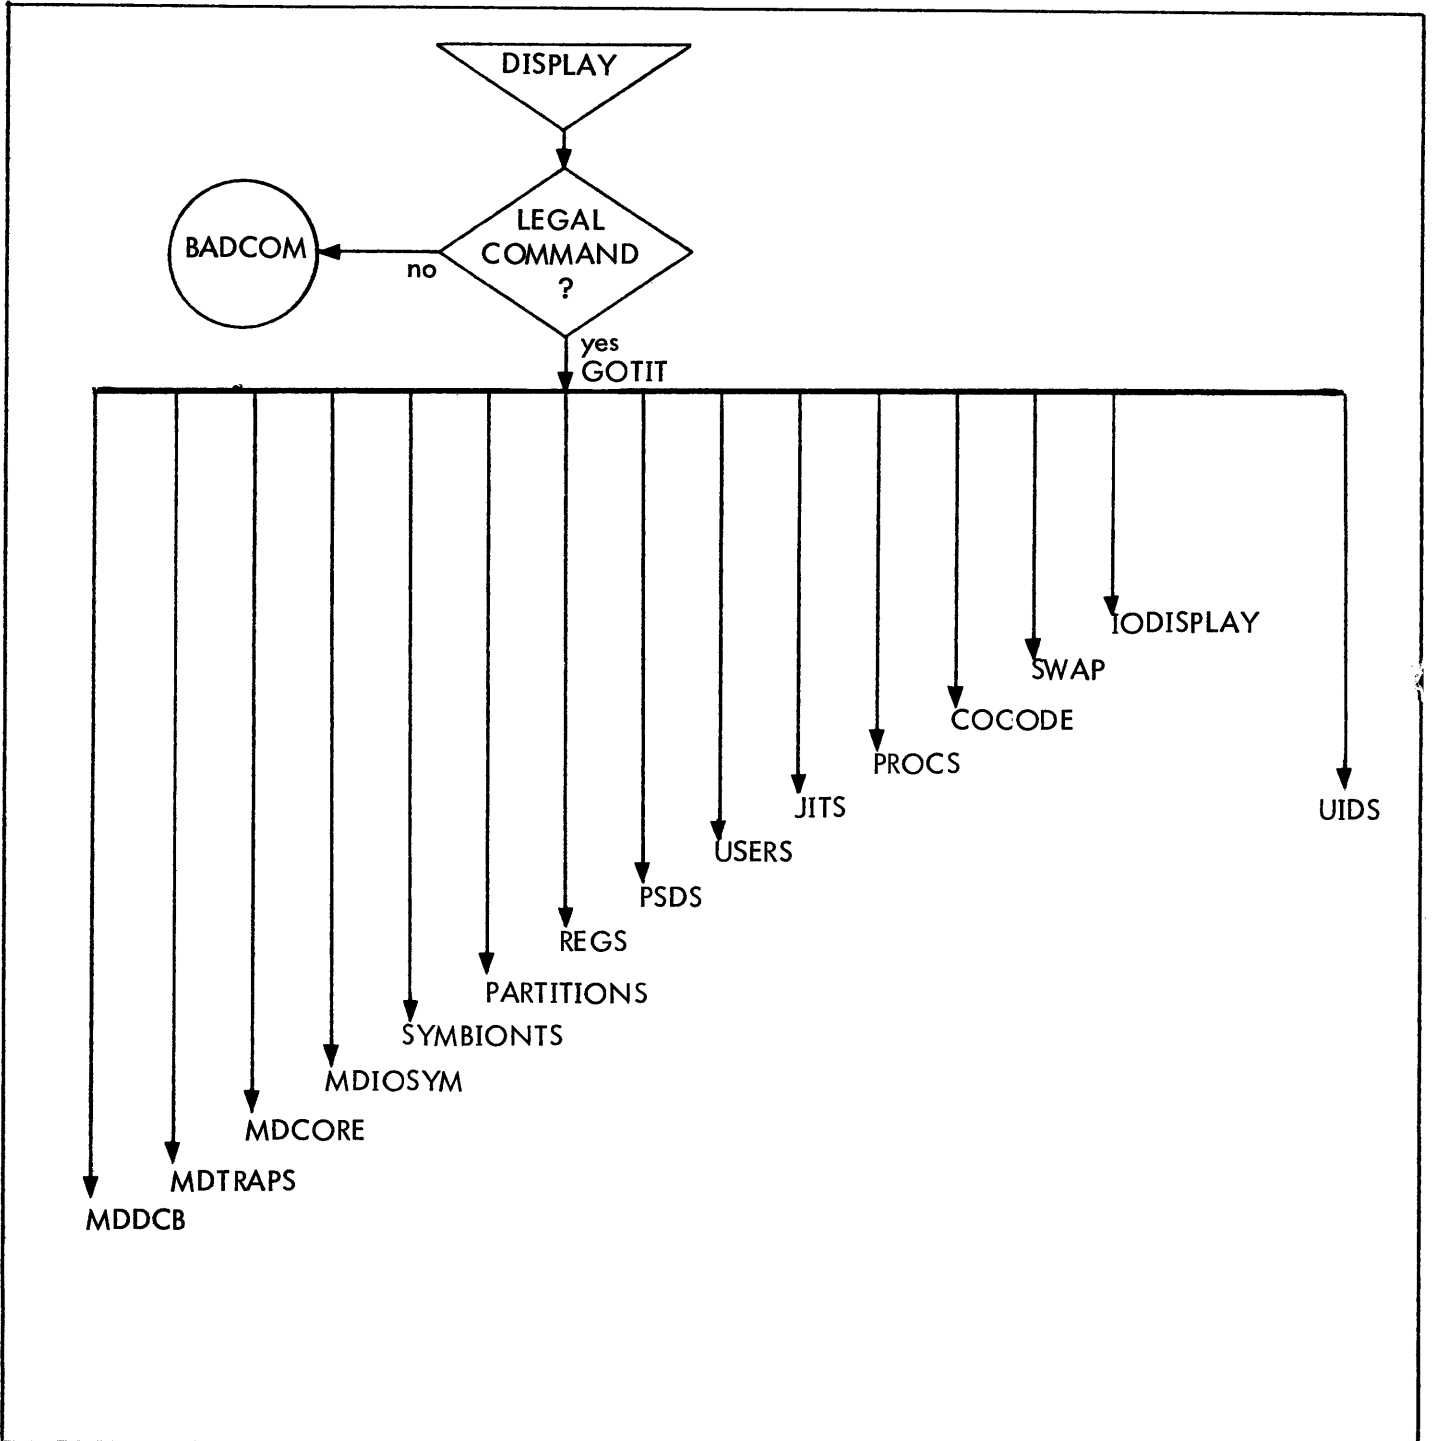 DISPLAY
LEGAL
COMMAND
?
BADCOM
no
yes
GOTIT
IODISPLAY
SWAP
COCODE
PROCS
JITS
UIDS
USERS
PSDS
REGS
PARTITIONS
SYMBIONTS
MDIOSYM
MDCORE
MDTRAPS
MDDCB